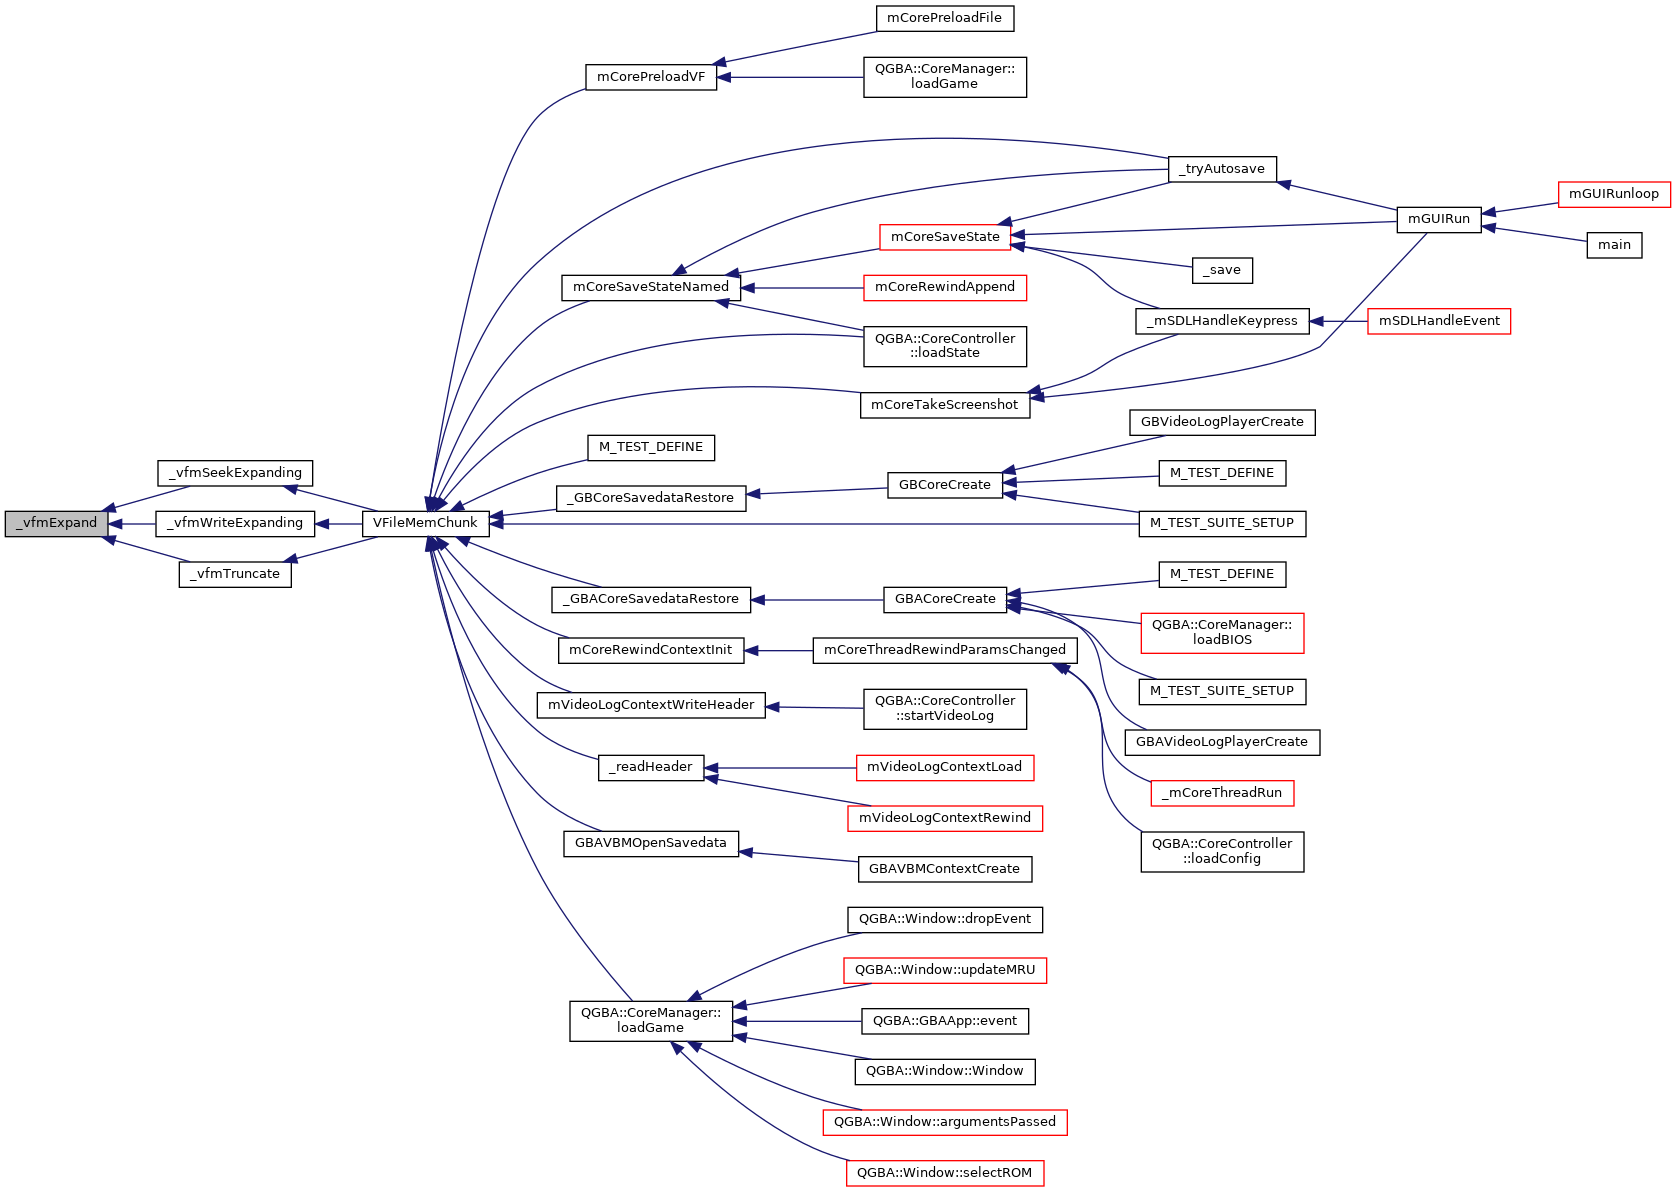 mCorePreloadFile
mCorePreloadVF
QGBA::CoreManager::
loadGame
_tryAutosave
mGUIRunloop
mGUIRun
main
mCoreSaveState
_save
mCoreSaveStateNamed
mCoreRewindAppend
_mSDLHandleKeypress
mSDLHandleEvent
QGBA::CoreController
::loadState
mCoreTakeScreenshot
GBVideoLogPlayerCreate
M_TEST_DEFINE
_vfmSeekExpanding
M_TEST_DEFINE
GBCoreCreate
_GBCoreSavedataRestore
_vfmExpand
_vfmWriteExpanding
VFileMemChunk
M_TEST_SUITE_SETUP
_vfmTruncate
M_TEST_DEFINE
_GBACoreSavedataRestore
GBACoreCreate
QGBA::CoreManager::
loadBIOS
mCoreRewindContextInit
mCoreThreadRewindParamsChanged
M_TEST_SUITE_SETUP
mVideoLogContextWriteHeader
QGBA::CoreController
::startVideoLog
GBAVideoLogPlayerCreate
_readHeader
mVideoLogContextLoad
_mCoreThreadRun
mVideoLogContextRewind
GBAVBMOpenSavedata
QGBA::CoreController
::loadConfig
GBAVBMContextCreate
QGBA::Window::dropEvent
QGBA::Window::updateMRU
QGBA::CoreManager::
loadGame
QGBA::GBAApp::event
QGBA::Window::Window
QGBA::Window::argumentsPassed
QGBA::Window::selectROM